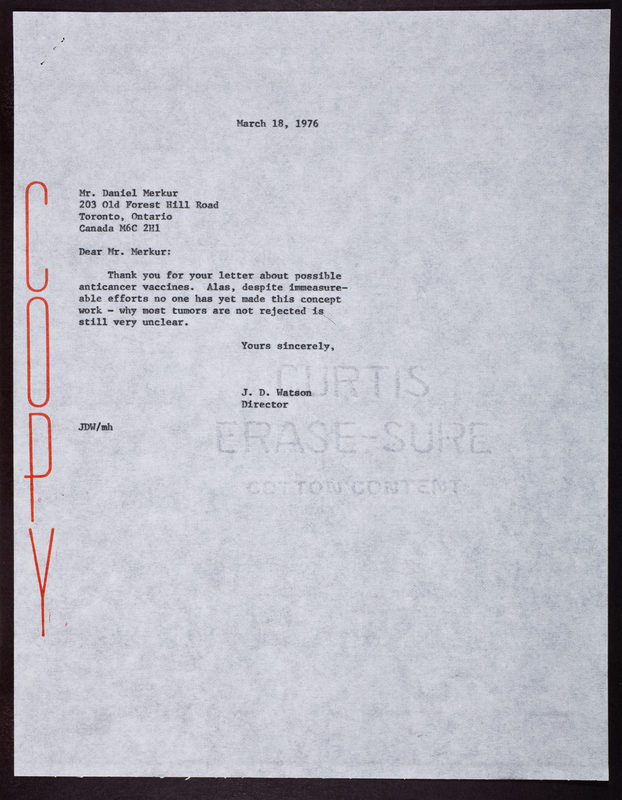 March 18, 1976
Mr. Daniel Merkur
203 Old Forest Hill Road
Toronto, Ontario
Canada M6C 2H1
Dear Mr. Merkur:
Thank you for your letter about possible
anticancer vaccines. Alas, despite immeasure-
able efforts no one has yet made this concept
work - why most tumors are not rejected is
still very unclear.
Yours sincerely,
J. D. Watson
Director
JDW/mh
COPY
CURTIS
ERASE-SURE
COTTON CONTENT